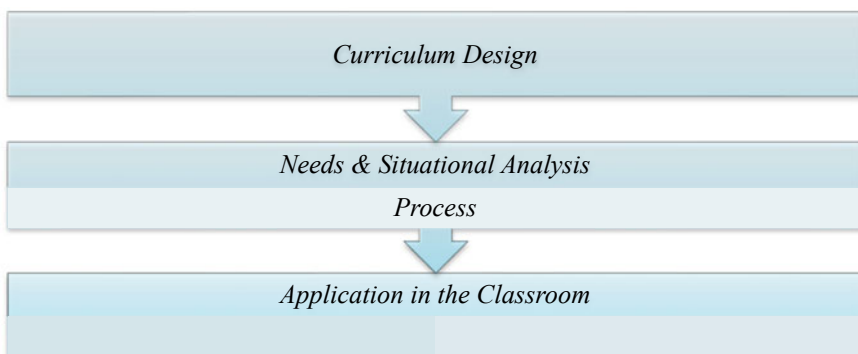 Curriculum Design
Needs & Situational Analysis
Process
Application in the Classroom